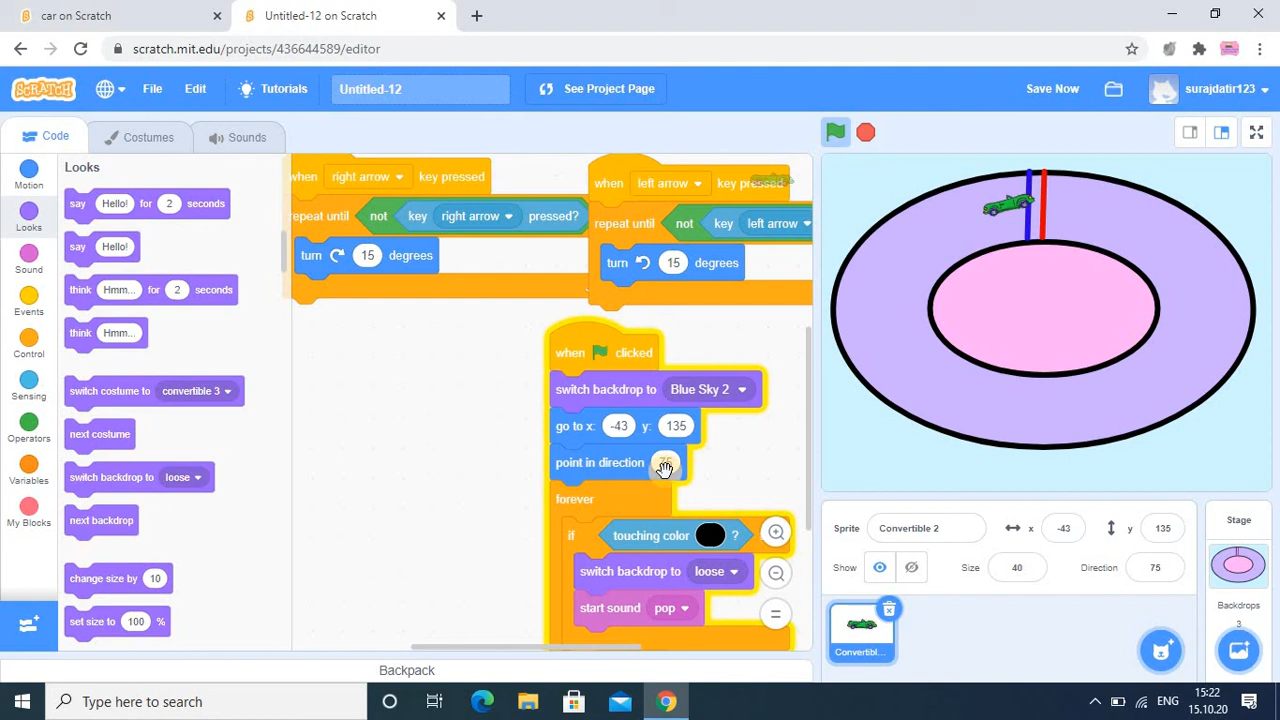 car on Scratch
Untitled-12 on Scratch
scratch.mit.edu/projects/436644589/editor
SCRATCH
File
Edit
Tutorials
Untitled-12
See Project Page
Save Now
surajdatir123
Code
Costumes
Sounds
Motion
Looks
Sound
Events
Control
Sensing
Operators
Variables
My Blocks
Looks
say Hello! for 2 seconds
say Hello!
think Hmm... for 2 seconds
think Hmm...
switch costume to convertible 3
next costume
switch backdrop to loose
next backdrop
change size by 10
set size to 100 %
when right arrow key pressed
repeat until not key right arrow pressed?
turn 15 degrees
when left arrow key pressed
repeat until not key left arrow
turn 15 degrees
when clicked
switch backdrop to Blue Sky 2
go to x: -43 y: 135
point in direction 75
forever
if touching color ?
switch backdrop to loose
start sound pop
Backpack
Sprite Convertible 2 x -43 y 135
Show Size 40 Direction 75
Convertibl...
Stage
Backdrops
3
Type here to search
ENG
15:22
15.10.20